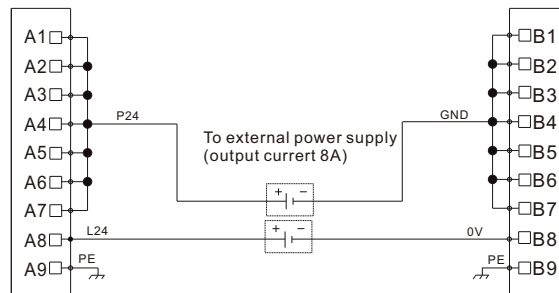 A1 B1
A2 B2
A3 B3
A4 P24 GND B4
To external power supply
(output currert 8A)
A5 B5
A6 B6
+ −
A7 B7
A8 L24 + − 0V B8
A9 PE PE B9